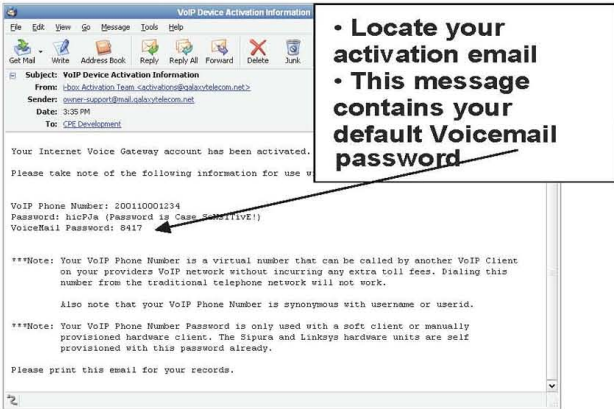 VoIP Device Activation Information
File Edit View Go Message Tools Help
Get Mail Write Address Book Reply Reply All Forward Delete Junk
Subject: VoIP Device Activation Information
From: i-box Activation Team <activations@galaxytelecom.net>
Sender: owner-support@mail.galaxytelecom.net
Date: 3:35 PM
To: CPE Development
• Locate your
activation email
• This message
contains your
default Voicemail
password
Your Internet Voice Gateway account has been activated.
Please take note of the following information for use
VoIP Phone Number: 200110001234
Password: hicPJa (Password is Case SeNSiTivE!)
VoiceMail Password: 8417
***Note: Your VoIP Phone Number is a virtual number that can be called by another VoIP Client
on your providers VoIP network without incurring any extra toll fees. Dialing this
number from the traditional telephone network will not work.
Also note that your VoIP Phone Number is synonymous with username or userid.
***Note: Your VoIP Phone Number Password is only used with a soft client or manually
provisioned hardware client. The Sipura and Linksys hardware units are self
provisioned with this password already.
Please print this email for your records.